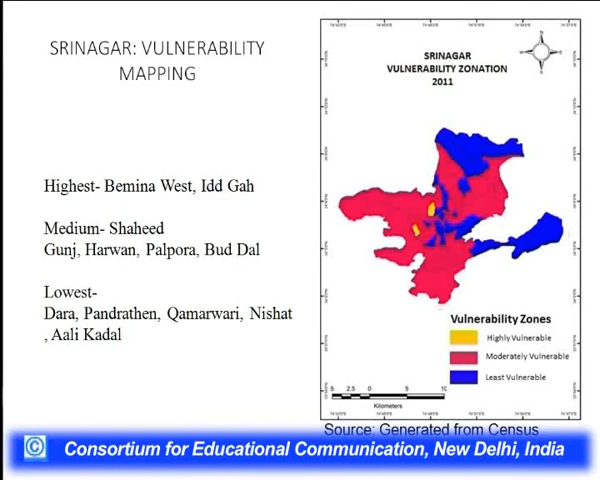 SRINAGAR: VULNERABILITY
MAPPING
Highest- Bemina West, Idd Gah
Medium- Shaheed
Gunj, Harwan, Palpora, Bud Dal
Lowest-
Dara, Pandrathen, Qamarwari, Nishat
, Aali Kadal
SRINAGAR
VULNERABILITY ZONATION
2011
N
W E
S
Vulnerability Zones
Highly Vulnerable
Moderately Vulnerable
Least Vulnerable
5 2.5 0 5 10
Kilometers
Source: Generated from Census
© Consortium for Educational Communication, New Delhi, India